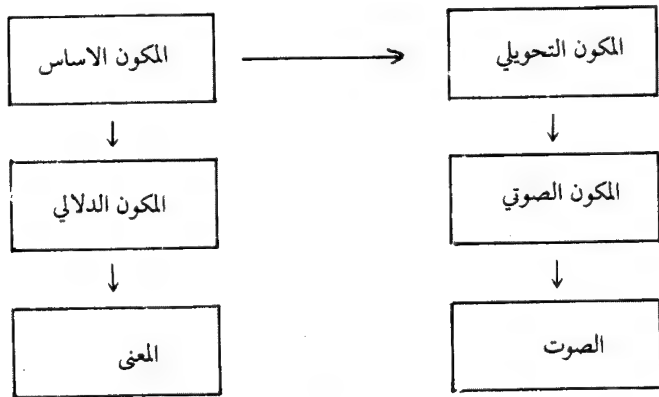 المكون التحويلي
المكون الاساس
المكون الصوتي
المكون الدلالي
الصوت
المعنى